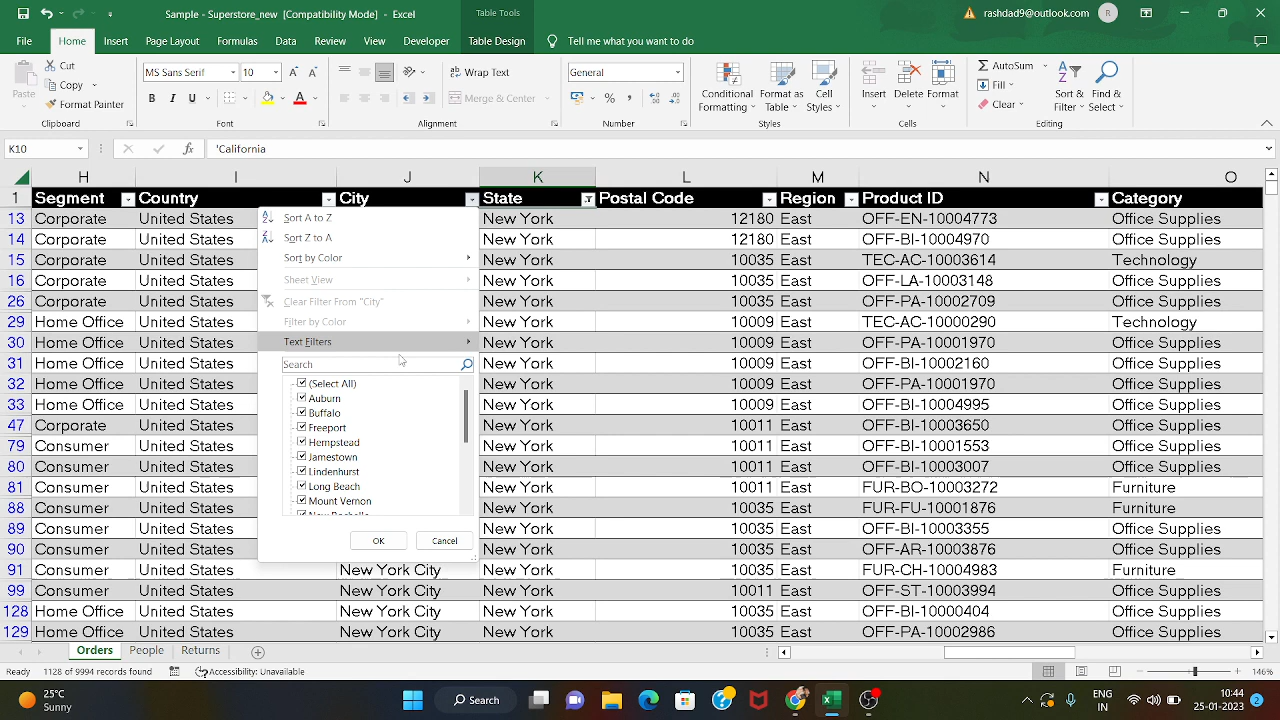 Sample - Superstore_new [Compatibility Mode] - Excel
Table Tools
rashdad9@outlook.com R
File Home Insert Page Layout Formulas Data Review View Developer Table Design Tell me what you want to do
Paste
Cut
Copy
Format Painter
Clipboard
MS Sans Serif 10
B I U
Font
Wrap Text
Merge & Center
Alignment
General
% ,
Number
Conditional Formatting
Format as Table
Cell Styles
Styles
Insert Delete Format
Cells
AutoSum
Fill
Clear
Sort & Filter
Find & Select
Editing
K10 fx 'California
H I J K L M N O
1 Segment Country City State Postal Code Region Product ID Category
13 Corporate United States New York 12180 East OFF-EN-10004773 Office Supplies
14 Corporate United States New York 12180 East OFF-BI-10004970 Office Supplies
15 Corporate United States New York 10035 East TEC-AC-10003614 Technology
16 Corporate United States New York 10035 East OFF-LA-10003148 Office Supplies
26 Corporate United States New York 10035 East OFF-PA-10002709 Office Supplies
29 Home Office United States New York 10009 East TEC-AC-10000290 Technology
30 Home Office United States New York 10009 East OFF-PA-10001970 Office Supplies
31 Home Office United States New York 10009 East OFF-BI-10002160 Office Supplies
32 Home Office United States New York 10009 East OFF-PA-10001970 Office Supplies
33 Home Office United States New York 10009 East OFF-BI-10004995 Office Supplies
47 Corporate United States New York 10011 East OFF-BI-10003650 Office Supplies
79 Consumer United States New York 10011 East OFF-BI-10001553 Office Supplies
80 Consumer United States New York 10011 East OFF-BI-10003007 Office Supplies
81 Consumer United States New York 10011 East FUR-BO-10003272 Furniture
88 Consumer United States New York 10035 East FUR-FU-10001876 Office Supplies
89 Consumer United States New York 10035 East OFF-BI-10003355 Office Supplies
90 Consumer United States New York 10035 East OFF-AR-10003876 Office Supplies
91 Consumer United States New York City New York 10035 East FUR-CH-10004983 Furniture
99 Consumer United States New York City New York 10011 East OFF-ST-10003994 Office Supplies
128 Home Office United States New York City New York 10035 East OFF-BI-10000404 Office Supplies
129 Home Office United States New York City New York 10035 East OFF-PA-10002986 Office Supplies
Sort A to Z
Sort Z to A
Sort by Color
Sheet View
Clear Filter From "City"
Filter by Color
Text Filters
Search
(Select All)
Auburn
Buffalo
Freeport
Hempstead
Jamestown
Lindenhurst
Long Beach
Mount Vernon
New Rochelle
OK Cancel
Orders People Returns
Ready 1128 of 9994 records found Accessibility: Unavailable 146%
25°C
Sunny
Search
ENG
IN
10:44
25-01-2023